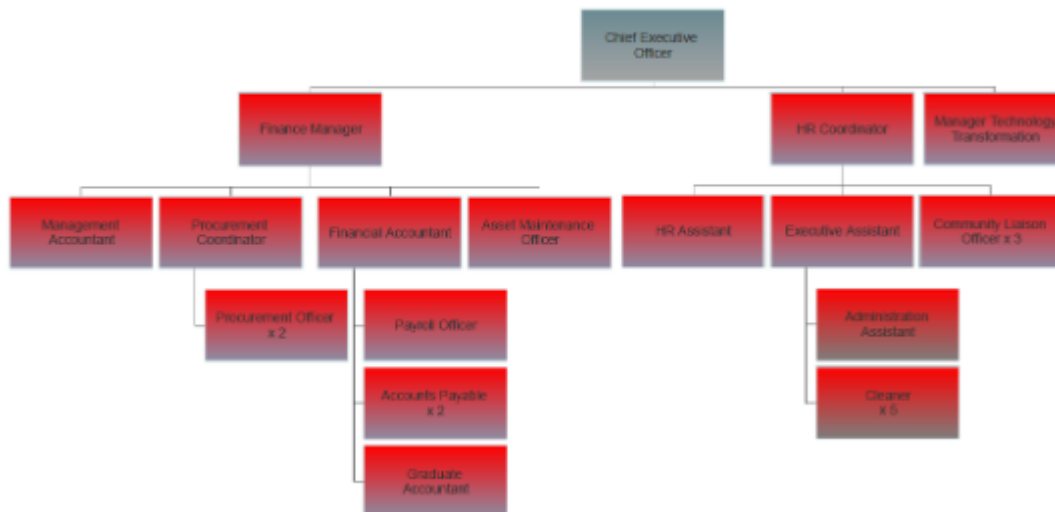 Chief Executive
Officer
Finance Manager
HR Coordinator
Manager Technology
Transformation
Management
Accountant
Procurement
Coordinator
Financial Accountant
Asset Maintenance
Officer
HR Assistant
Executive Assistant
Community Liaison
Officer x 3
Procurement Officer
x 2
Payroll Officer
Administration
Assistant
Accounts Payable
x 2
Cleaner
x 5
Graduate
Accountant